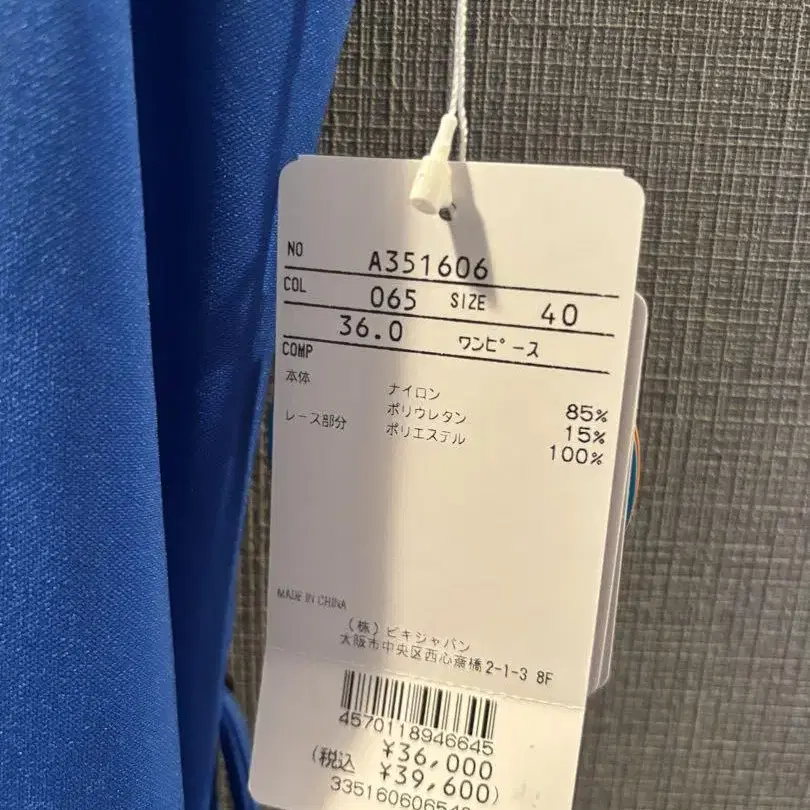 NO A351606
COL 065 SIZE 40
36.0 ワンピース
COMP
本体 ナイロン 85%
ポリウレタン 15%
レース部分 ポリエステル 100%
MADE IN CHINA
(株)ピキジャパン
大阪市中央区西心斎橋2-1-3 8F
4570118946645
¥36,000
(税込 ¥39,600)